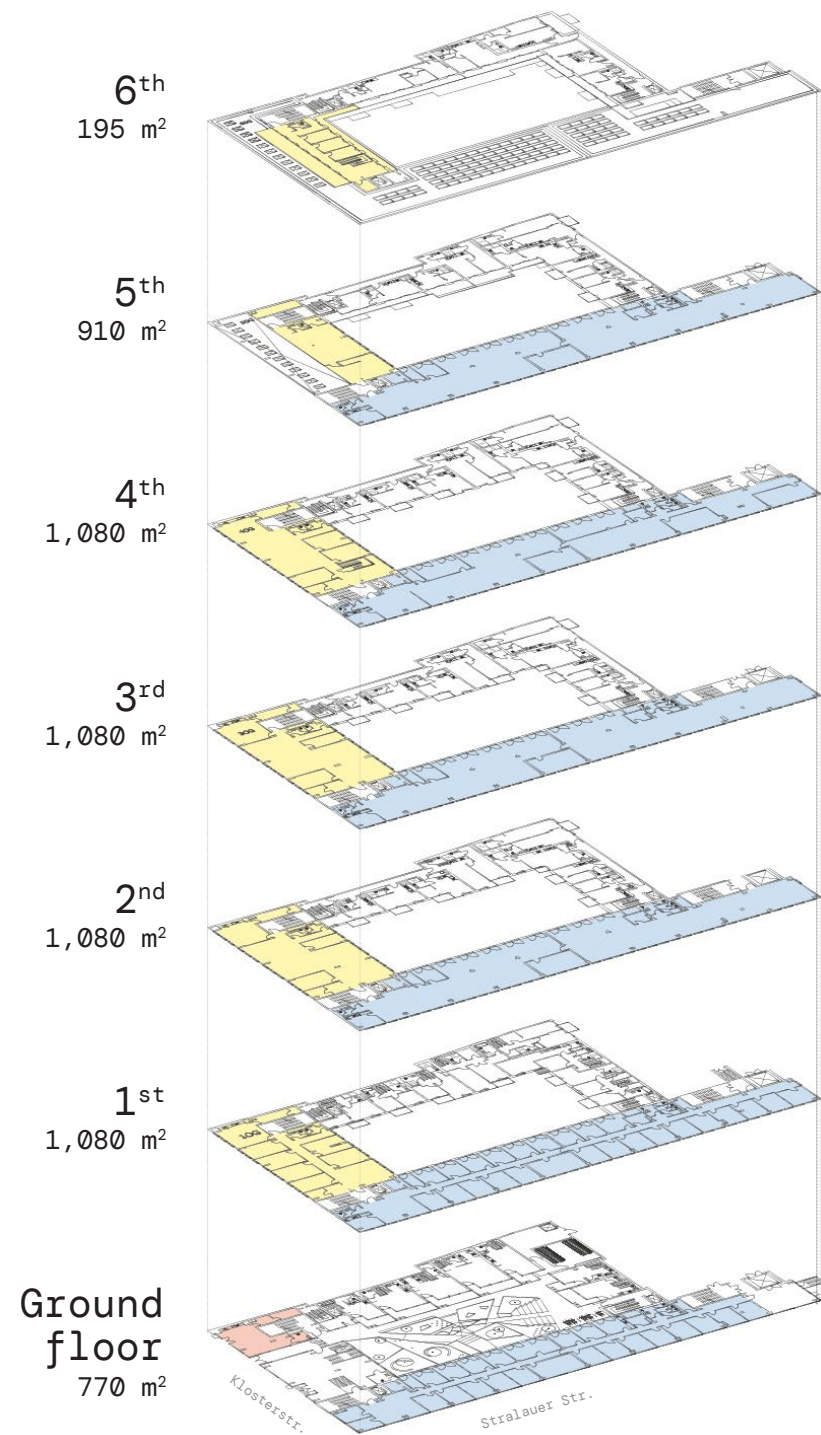 6th
195 m²
5th
910 m²
4th
1,080 m²
3rd
1,080 m²
2nd
1,080 m²
1st
1,080 m²
Ground
floor
770 m²
Klosterstr.
Stralauer Str.